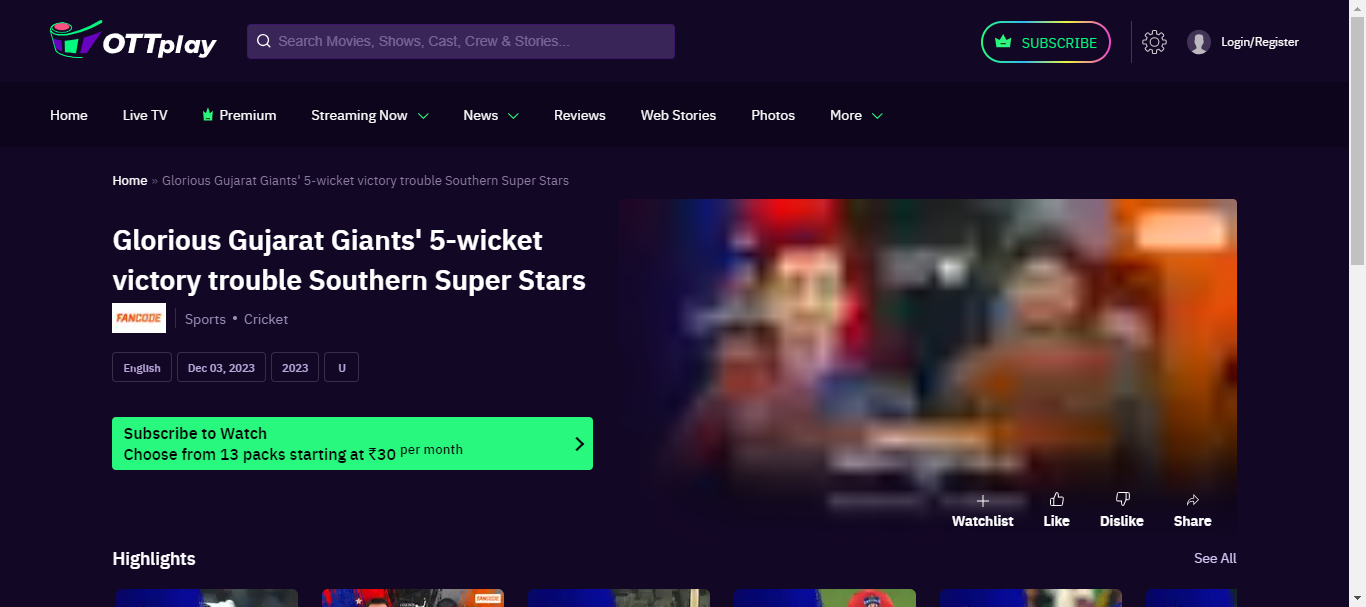 OTTplay
Search Movies, Shows, Cast, Crew & Stories...
SUBSCRIBE
Login/Register
Home
Live TV
Premium
Streaming Now
News
Reviews
Web Stories
Photos
More
Home » Glorious Gujarat Giants' 5-wicket victory trouble Southern Super Stars
Glorious Gujarat Giants' 5-wicket
victory trouble Southern Super Stars
FANCODE
Sports • Cricket
English
Dec 03, 2023
2023
U
Subscribe to Watch
Choose from 13 packs starting at ₹30 per month
Watchlist
Like
Dislike
Share
Highlights
See All
FANCODE